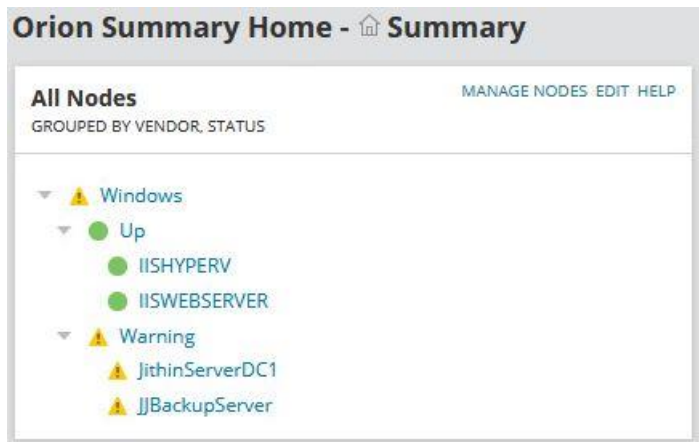 Orion Summary Home - Summary
All Nodes
MANAGE NODES EDIT HELP
GROUPED BY VENDOR, STATUS
Windows
Up
IISHYPERV
IISWEBSERVER
Warning
JithinServerDC1
JJBackupServer